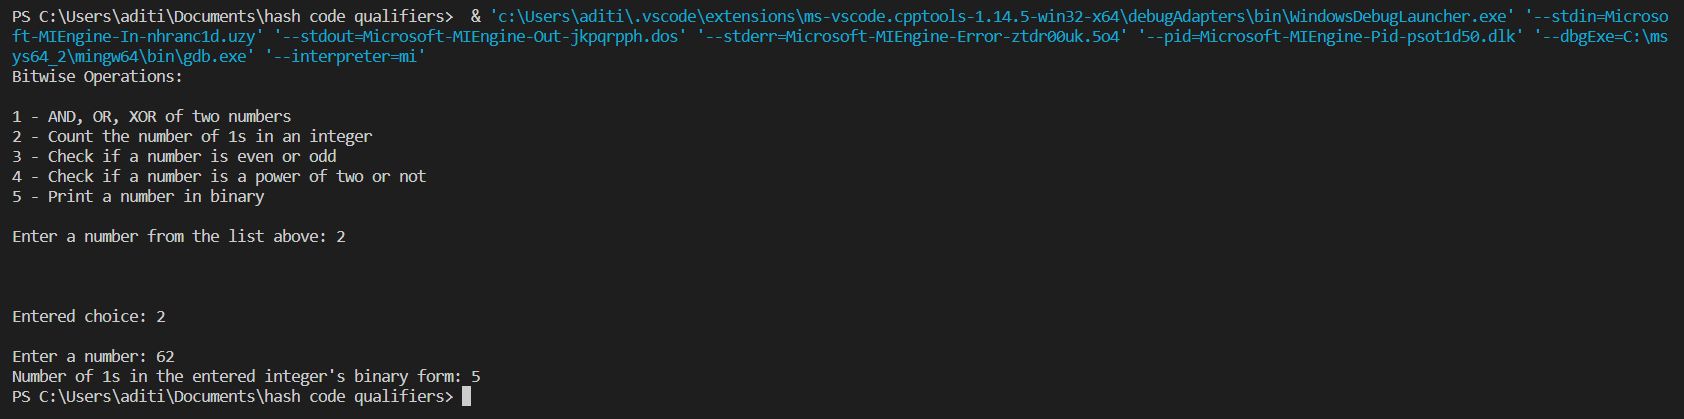 PS C:\Users\aditi\Documents\hash code qualifiers>  & 'c:\Users\aditi\.vscode\extensions\ms-vscode.cpptools-1.14.5-win32-x64\debugAdapters\bin\WindowsDebugLauncher.exe' '--stdin=Microso
ft-MIEngine-In-nhranc1d.uzy' '--stdout=Microsoft-MIEngine-Out-jkpqrpph.dos' '--stderr=Microsoft-MIEngine-Error-ztdr00uk.5o4' '--pid=Microsoft-MIEngine-Pid-psot1d50.dlk' '--dbgExe=C:\ms
ys64_2\mingw64\bin\gdb.exe' '--interpreter=mi'
Bitwise Operations:
1 - AND, OR, XOR of two numbers
2 - Count the number of 1s in an integer
3 - Check if a number is even or odd
4 - Check if a number is a power of two or not
5 - Print a number in binary
Enter a number from the list above: 2
Entered choice: 2
Enter a number: 62
Number of 1s in the entered integer's binary form: 5
PS C:\Users\aditi\Documents\hash code qualifiers>